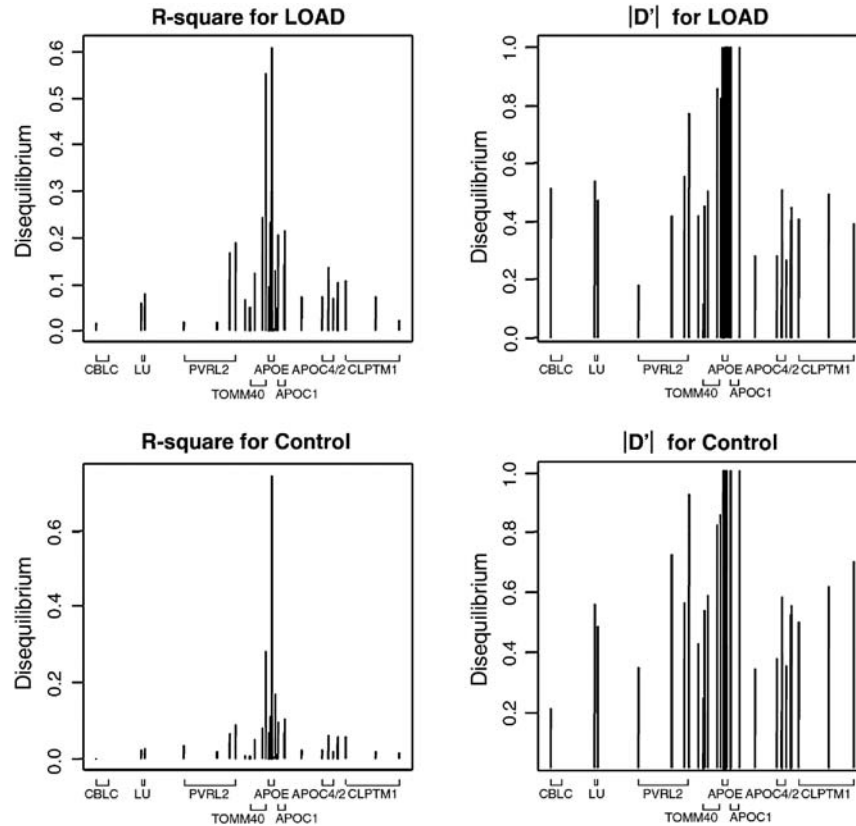 R-square for LOAD
Disequilibrium
0.6
0.5
0.4
0.3
0.2
0.1
0.0
CBLC LU PVRL2 APOE APOC4/2 CLPTM1
TOMM40 APOC1
|D'| for LOAD
Disequilibrium
1.0
0.8
0.6
0.4
0.2
0.0
CBLC LU PVRL2 APOE APOC4/2 CLPTM1
TOMM40 APOC1
R-square for Control
Disequilibrium
0.6
0.4
0.2
0.0
CBLC LU PVRL2 APOE APOC4/2 CLPTM1
TOMM40 APOC1
|D'| for Control
Disequilibrium
1.0
0.8
0.6
0.4
0.2
CBLC LU PVRL2 APOE APOC4/2 CLPTM1
TOMM40 APOC1